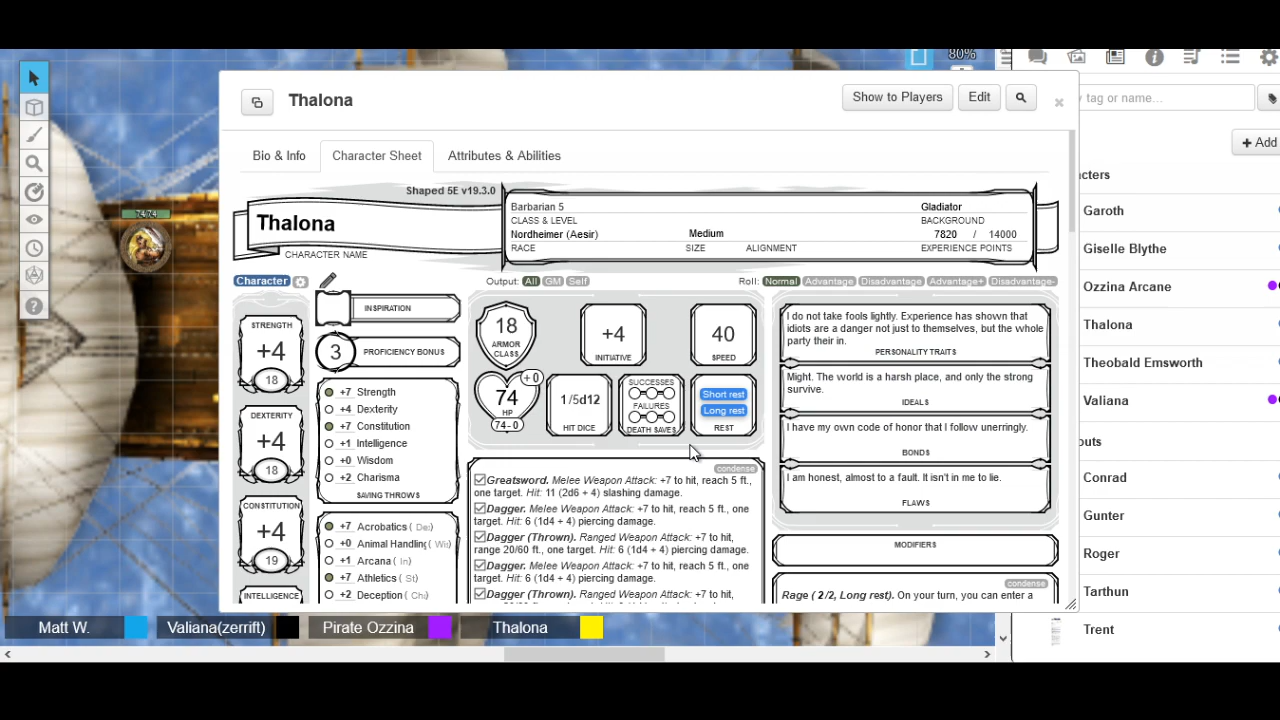 80%
Thalona
Show to Players
Edit
y tag or name...
Bio & Info
Character Sheet
Attributes & Abilities
+ Add
Shaped 5E v19.3.0
Thalona
CHARACTER NAME
Barbarian 5
CLASS & LEVEL
Nordheimer (Aesir)
RACE
Medium
SIZE
ALIGNMENT
Gladiator
BACKGROUND
7820 / 14000
EXPERIENCE POINTS
74/74
Character
Output: All GM Self
Roll: Normal Advantage Disadvantage Advantage+ Disadvantage-
STRENGTH
+4
18
DEXTERITY
+4
18
CONSTITUTION
+4
19
INTELLIGENCE
INSPIRATION
3 PROFICIENCY BONUS
+7 Strength
+4 Dexterity
+7 Constitution
+1 Intelligence
+0 Wisdom
+2 Charisma
SAVING THROWS
+7 Acrobatics ( De
+0 Animal Handling( Wi
+1 Arcana ( In)
+7 Athletics ( St)
+2 Deception ( Ch
18
ARMOR
CLASS
+4
INITIATIVE
40
SPEED
+ 0
74
HP
74 - 0
1/5d12
HIT DICE
SUCCESSES
FAILURES
DEATH SAVES
Short rest
Long rest
REST
condense
Greatsword. Melee Weapon Attack: +7 to hit, reach 5 ft.,
one target. Hit: 11 (2d6 + 4) slashing damage.
Dagger. Melee Weapon Attack: +7 to hit, reach 5 ft., one
target. Hit: 6 (1d4 + 4) piercing damage.
Dagger (Thrown). Ranged Weapon Attack: +7 to hit,
range 20/60 ft., one target. Hit: 6 (1d4 + 4) piercing damage.
Dagger. Melee Weapon Attack: +7 to hit, reach 5 ft., one
target. Hit: 6 (1d4 + 4) piercing damage.
Dagger (Thrown). Ranged Weapon Attack: +7 to hit,
I do not take fools lightly. Experience has shown that
idiots are a danger not just to themselves, but the whole
party their in.
PERSONALITY TRAITS
Might. The world is a harsh place, and only the strong
survive.
IDEALS
I have my own code of honor that I follow unerringly.
BONDS
I am honest, almost to a fault. It isn't in me to lie.
FLAWS
MODIFIERS
condense
Rage ( 2/2, Long rest). On your turn, you can enter a
cters
Garoth
Giselle Blythe
Ozzina Arcane
Thalona
Theobald Emsworth
Valiana
outs
Conrad
Gunter
Roger
Tarthun
Trent
Matt W.
Valiana(zerrift)
Pirate Ozzina
Thalona